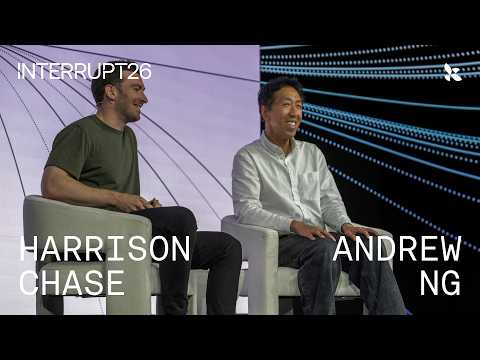 INTERRUPT26
HARRISON
CHASE
ANDREW
NG